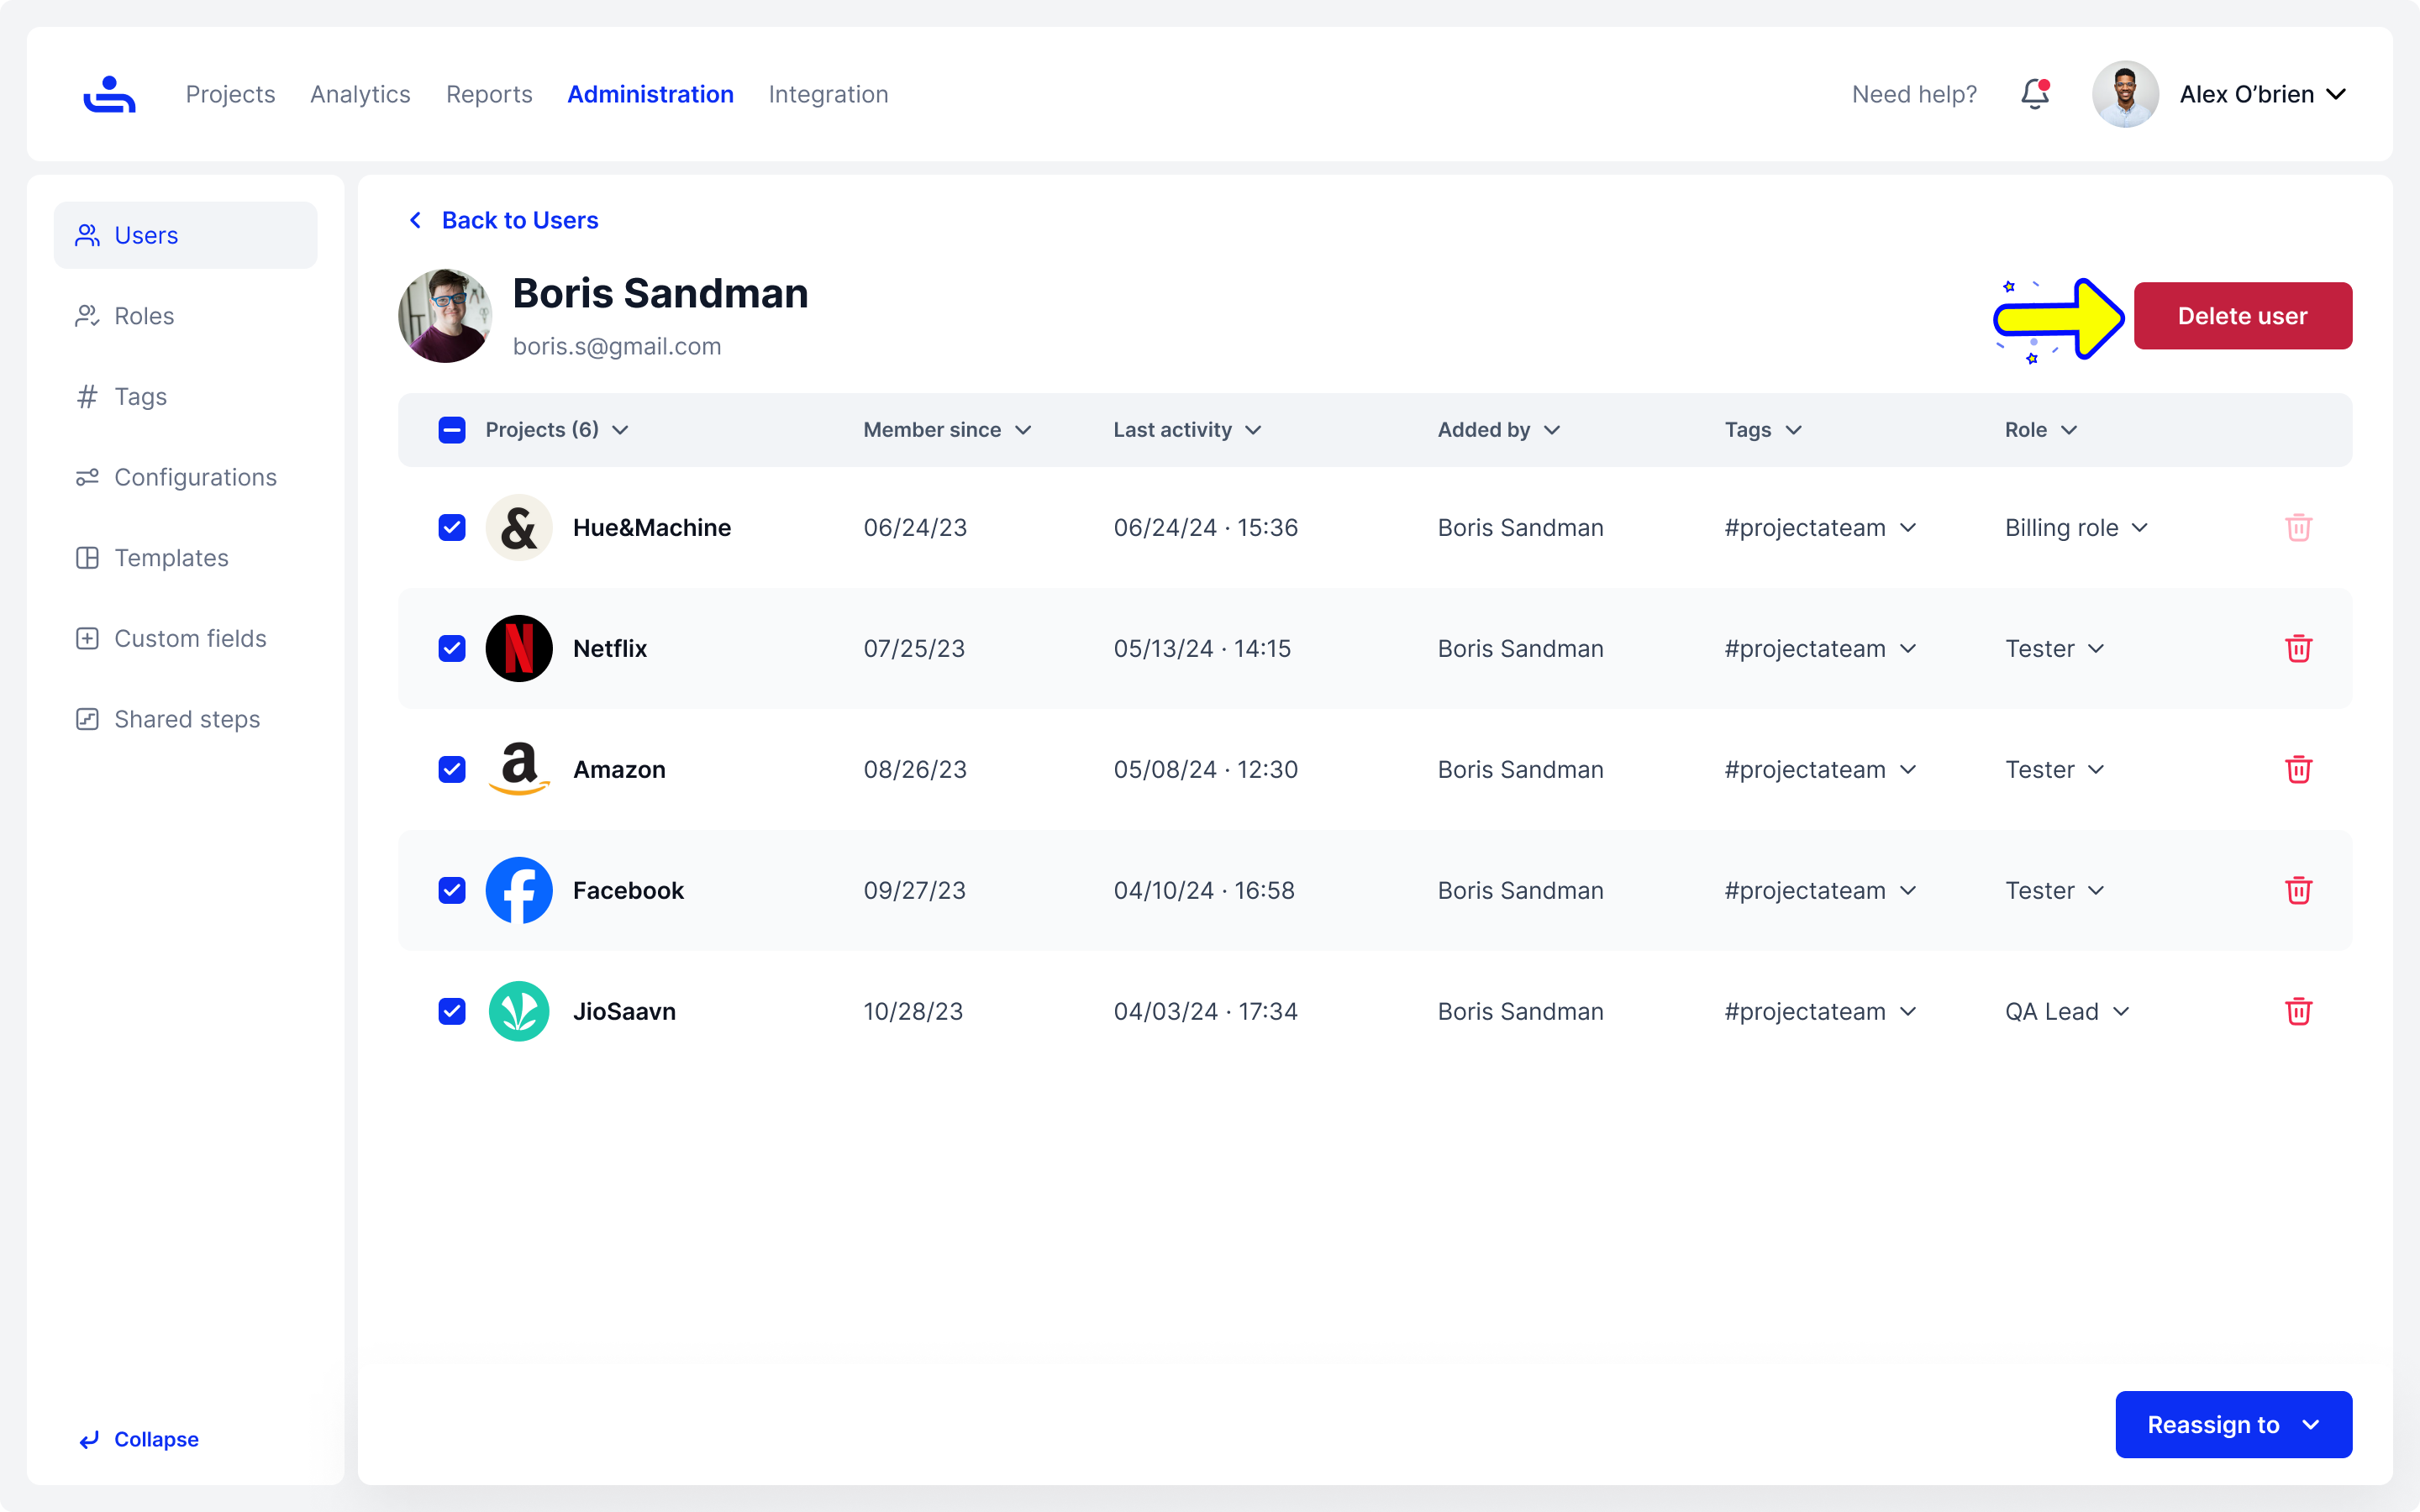 Projects Analytics Reports Administration Integration Need help? Alex O’brien
Users
Roles
Tags
Configurations
Templates
Custom fields
Shared steps
Collapse
Back to Users
Boris Sandman
boris.s@gmail.com
Delete user
Projects (6) Member since Last activity Added by Tags Role
& Hue&Machine 06/24/23 06/24/24 · 15:36 Boris Sandman #projectateam Billing role
N Netflix 07/25/23 05/13/24 · 14:15 Boris Sandman #projectateam Tester
a Amazon 08/26/23 05/08/24 · 12:30 Boris Sandman #projectateam Tester
f Facebook 09/27/23 04/10/24 · 16:58 Boris Sandman #projectateam Tester
JioSaavn 10/28/23 04/03/24 · 17:34 Boris Sandman #projectateam QA Lead
Reassign to